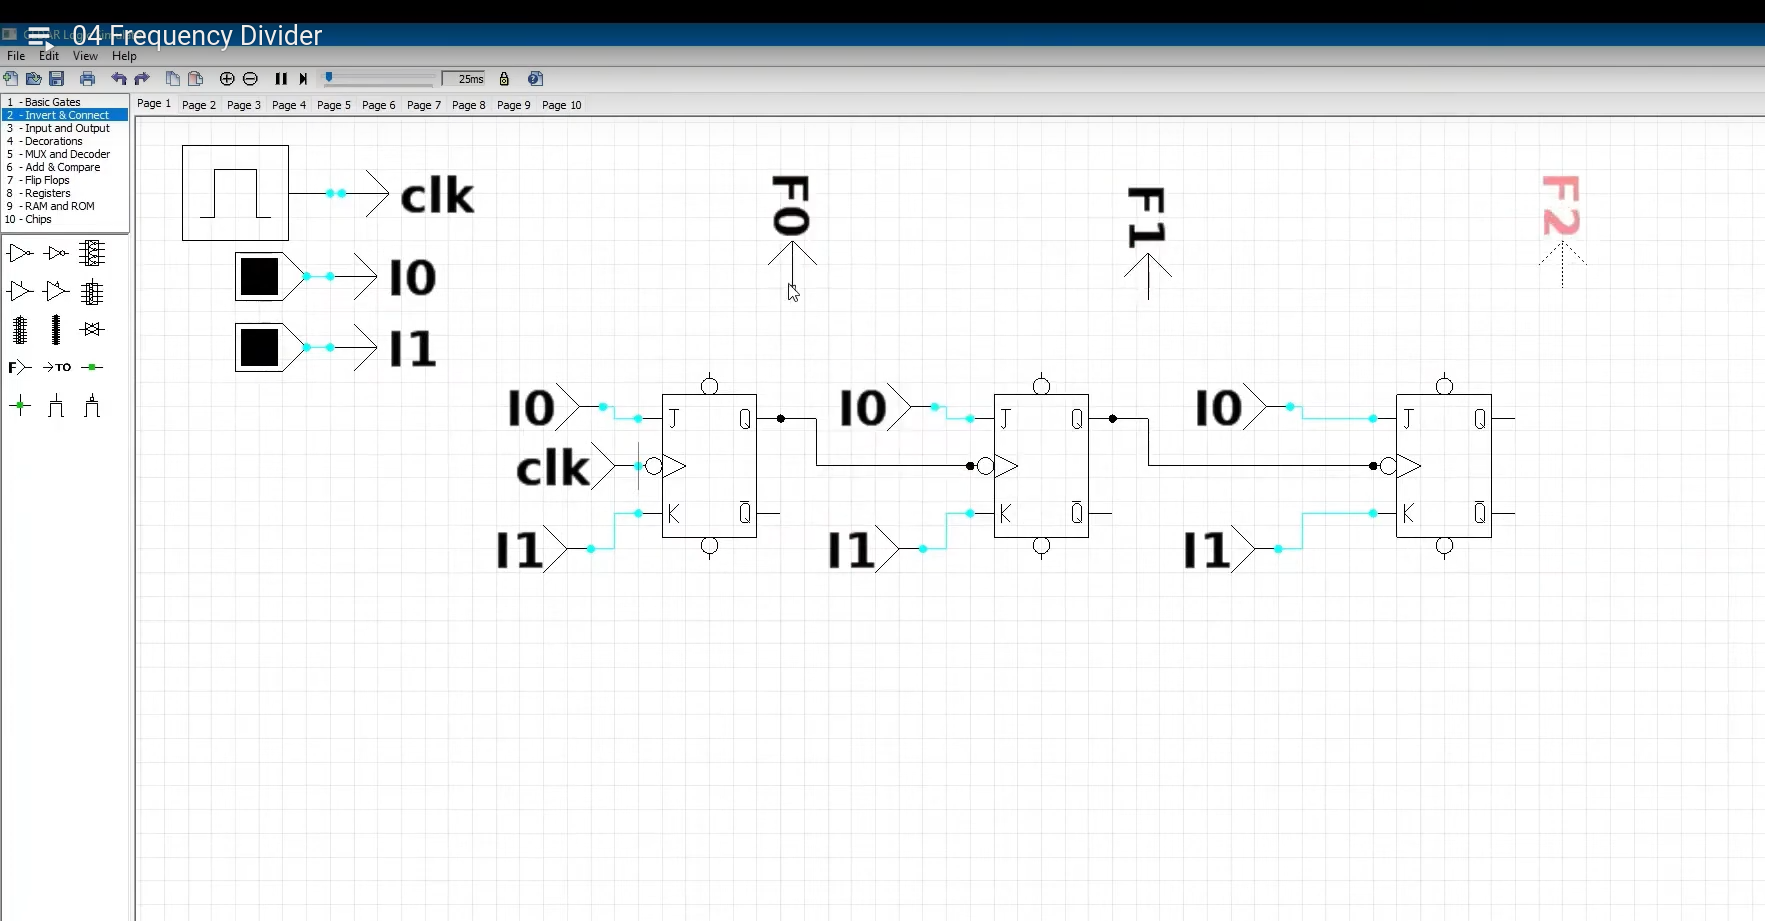 04 Frequency Divider
File Edit View Help
25ms
1 - Basic Gates
2 - Invert & Connect
3 - Input and Output
4 - Decorations
5 - MUX and Decoder
6 - Add & Compare
7 - Flip Flops
8 - Registers
9 - RAM and ROM
10 - Chips
Page 1 Page 2 Page 3 Page 4 Page 5 Page 6 Page 7 Page 8 Page 9 Page 10
F
TO
clk
I0
I1
F0
F1
F2
I0
J Q
clk
I1
K Q̅
I0
J Q
I1
K Q̅
I0
J Q
I1
K Q̅